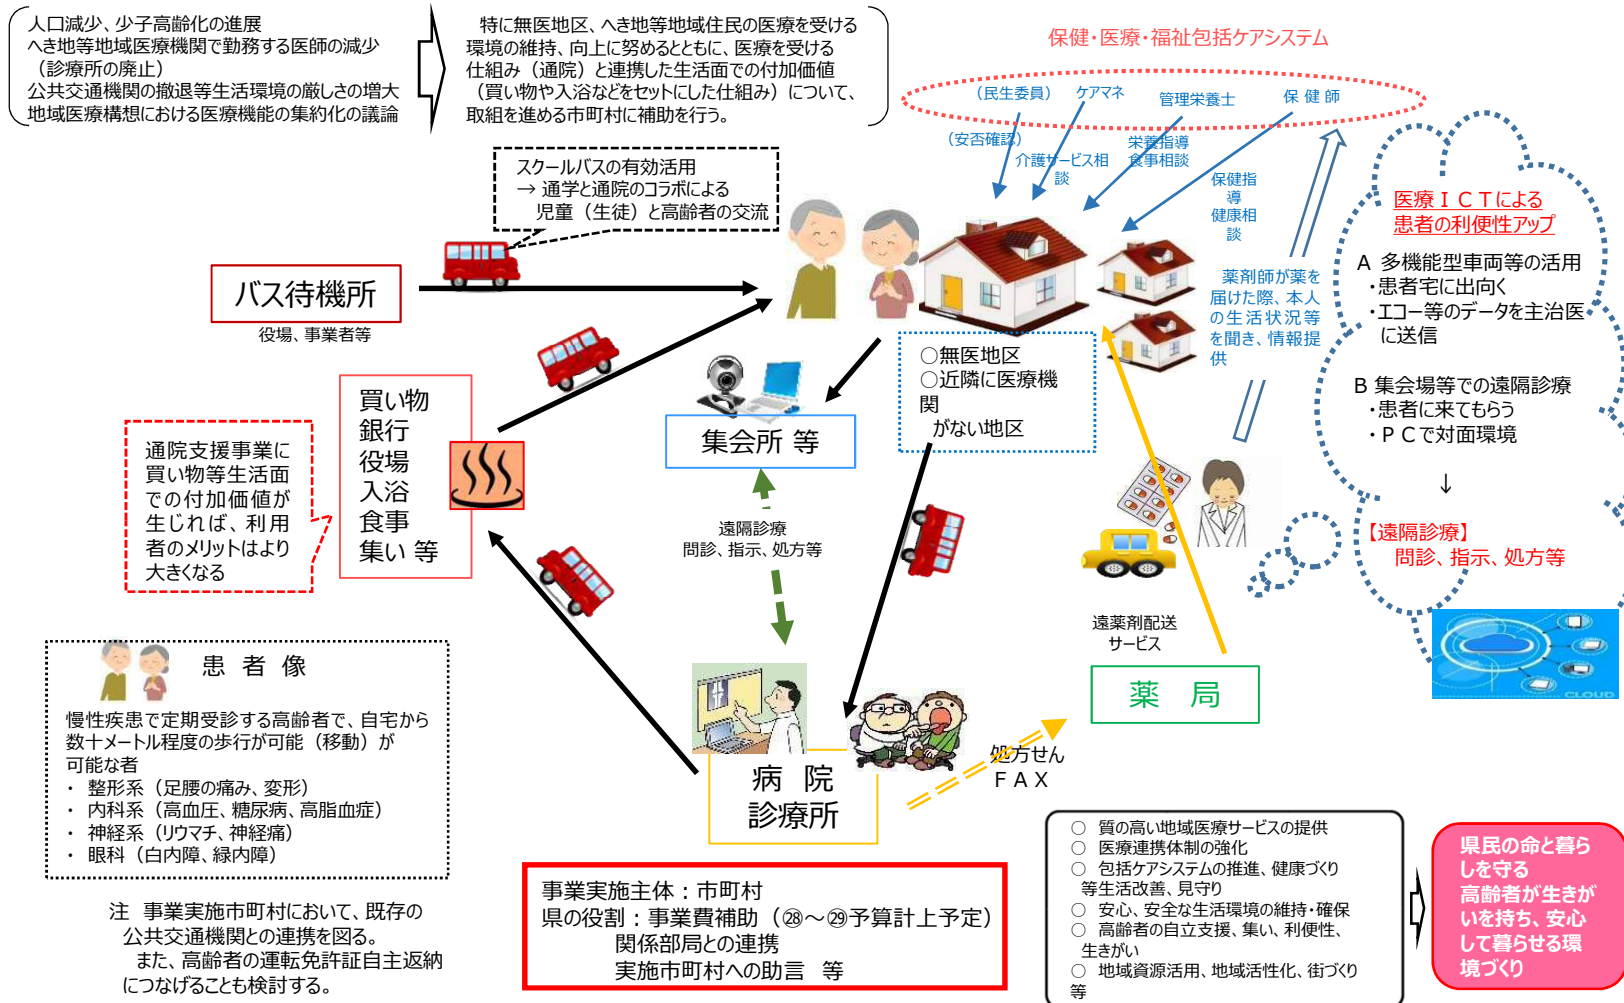 人口減少、少子高齢化の進展
へき地等地域医療機関で勤務する医師の減少
（診療所の廃止）
公共交通機関の撤退等生活環境の厳しさの増大
地域医療構想における医療機能の集約化の議論
特に無医地区、へき地等地域住民の医療を受ける
環境の維持、向上に努めるとともに、医療を受ける
仕組み（通院）と連携した生活面での付加価値
（買い物や入浴などをセットにした仕組み）について、
取組を進める市町村に補助を行う。
保健・医療・福祉包括ケアシステム
（民生委員）
ケアマネ
管理栄養士
保 健 師
（安否確認）
介護サービス相
談
栄養指導
食事相談
保健指
導
健康相
談
スクールバスの有効活用
→ 通学と通院のコラボによる
児童（生徒）と高齢者の交流
バス待機所
役場、事業者等
薬剤師が薬を
届けた際、本人
の生活状況等
を聞き、情報提
供
医療ＩＣＴによる
患者の利便性アップ
A 多機能型車両等の活用
・患者宅に出向く
・エコー等のデータを主治医
に送信
B 集会場等での遠隔診療
・患者に来てもらう
・ＰＣで対面環境
↓
【遠隔診療】
問診、指示、処方等
CLOUD
○無医地区
○近隣に医療機
関
がない地区
集会所 等
買い物
銀行
役場
入浴
食事
集い 等
通院支援事業に
買い物等生活面
での付加価値が
生じれば、利用
者のメリットはより
大きくなる
遠隔診療
問診、指示、処方等
遠薬剤配送
サービス
薬 局
処方せん
ＦＡＸ
病 院
診療所
患 者 像
慢性疾患で定期受診する高齢者で、自宅から
数十メートル程度の歩行が可能（移動）が
可能な者
・ 整形系（足腰の痛み、変形）
・ 内科系（高血圧、糖尿病、高脂血症）
・ 神経系（リウマチ、神経痛）
・ 眼科（白内障、緑内障）
注 事業実施市町村において、既存の
公共交通機関との連携を図る。
また、高齢者の運転免許証自主返納
につなげることも検討する。
事業実施主体：市町村
県の役割：事業費補助（㉘～㉙予算計上予定）
関係部局との連携
実施市町村への助言 等
○ 質の高い地域医療サービスの提供
○ 医療連携体制の強化
○ 包括ケアシステムの推進、健康づくり
等生活改善、見守り
○ 安心、安全な生活環境の維持・確保
○ 高齢者の自立支援、集い、利便性、
生きがい
○ 地域資源活用、地域活性化、街づくり
等
県民の命と暮ら
しを守る
高齢者が生きが
いを持ち、安心
して暮らせる環
境づくり